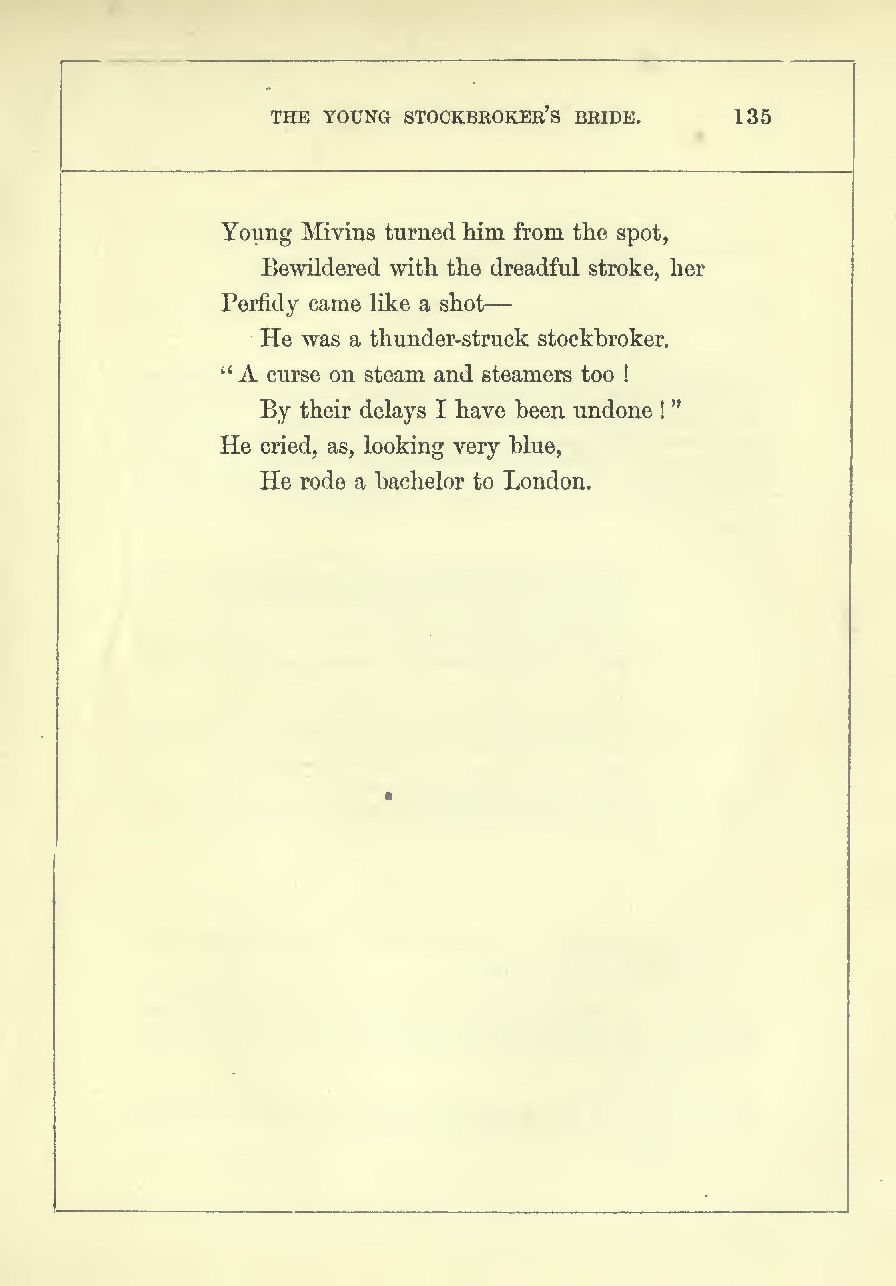 THE YOUNG STOCKBROKER'S BRIDE. 135
Young Mivins turned him from the spot,
Bewildered with the dreadful stroke, her
Perfidy came like a shot—
He was a thunder-struck stockbroker.
“A curse on steam and steamers too !
By their delays I have been undone !”
He cried, as, looking very blue,
He rode a bachelor to London.